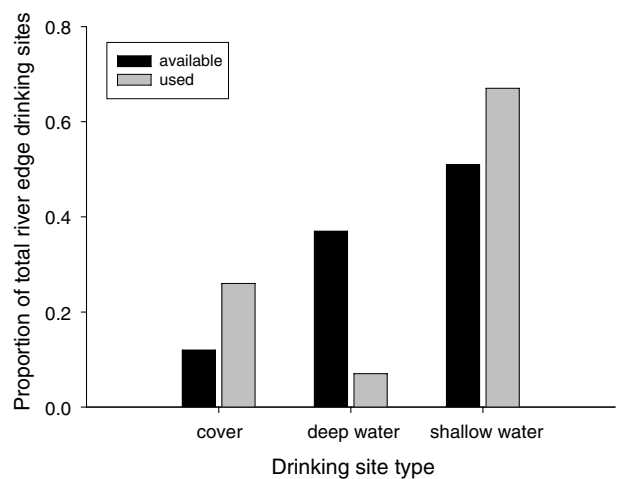 Proportion of total river edge drinking sites
0.8
0.6
0.4
0.2
0.0
available
used
cover
deep water
shallow water
Drinking site type